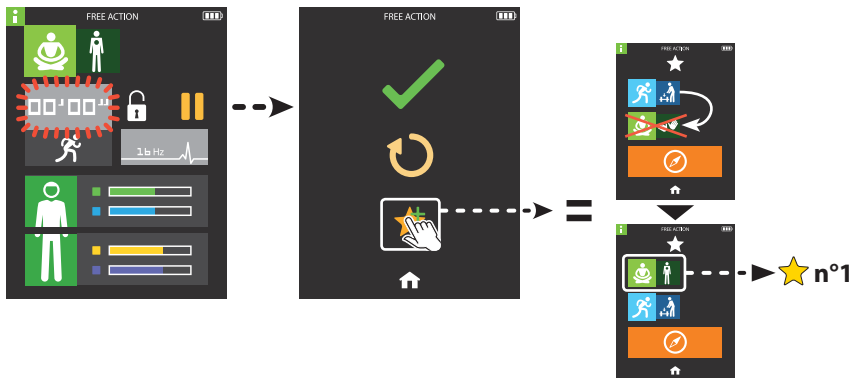 i FREE ACTION
00'00"
16 Hz
FREE ACTION
i FREE ACTION
=
i FREE ACTION
n°1